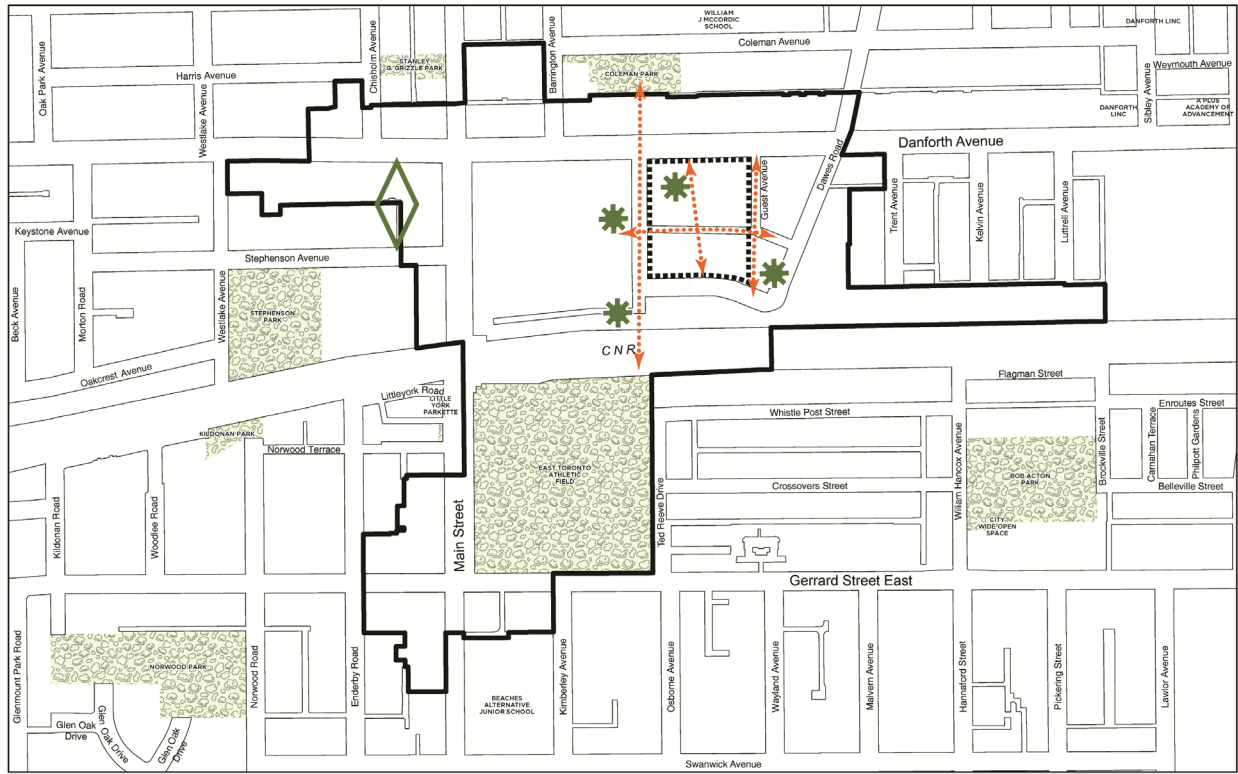 WILLIAM
J MCCORDIC
SCHOOL
DANFORTH LINC
Coleman Avenue
Oak Park Avenue
Chisholm Avenue
Barrington Avenue
STANLEY
G. GRIZZLE PARK
Harris Avenue
COLEMAN PARK
Weymouth Avenue
Sibley Avenue
Westlake Avenue
DANFORTH
LINC
A PLUS
ACADEMY OF
ADVANCEMENT
Danforth Avenue
Dawes Road
Guest Avenue
Trent Avenue
Kelvin Avenue
Luttrell Avenue
Keystone Avenue
Stephenson Avenue
Beck Avenue
Morton Road
Westlake Avenue
STEPHENSON
PARK
CNR
Oakcrest Avenue
Littleyork Road
LITTLE
YORK
PARKETTE
Flagman Street
Enroutes Street
Whistle Post Street
KILDONAN PARK
Norwood Terrace
William Hancox Avenue
Brockville Street
Carnahan Terrace
Philpott Gardens
EAST TORONTO
ATHLETIC
FIELD
BOB ACTON
PARK
Crossovers Street
Belleville Street
Kildonan Road
Woodlee Road
Main Street
Ted Reeve Drive
CITY
WIDE OPEN
SPACE
Gerrard Street East
Glenmount Park Road
NORWOOD PARK
Norwood Road
Enderby Road
Kimberley Avenue
Osborne Avenue
Wayland Avenue
Malvern Avenue
Hannaford Street
Pickering Street
Lawlor Avenue
BEACHES
ALTERNATIVE
JUNIOR SCHOOL
Glen Oak
Drive
Glen Oak Drive
Glen Oak
Drive
Swanwick Avenue